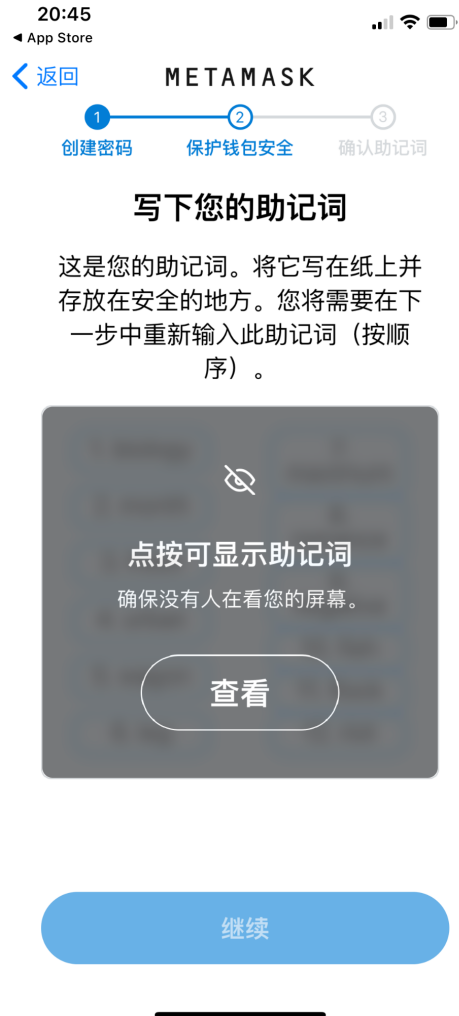 20:45
◀ App Store
返回
METAMASK
1
2
3
创建密码
保护钱包安全
确认助记词
写下您的助记词
这是您的助记词。将它写在纸上并
存放在安全的地方。您将需要在下
一步中重新输入此助记词（按顺
序）。
点按可显示助记词
确保没有人在看您的屏幕。
查看
继续